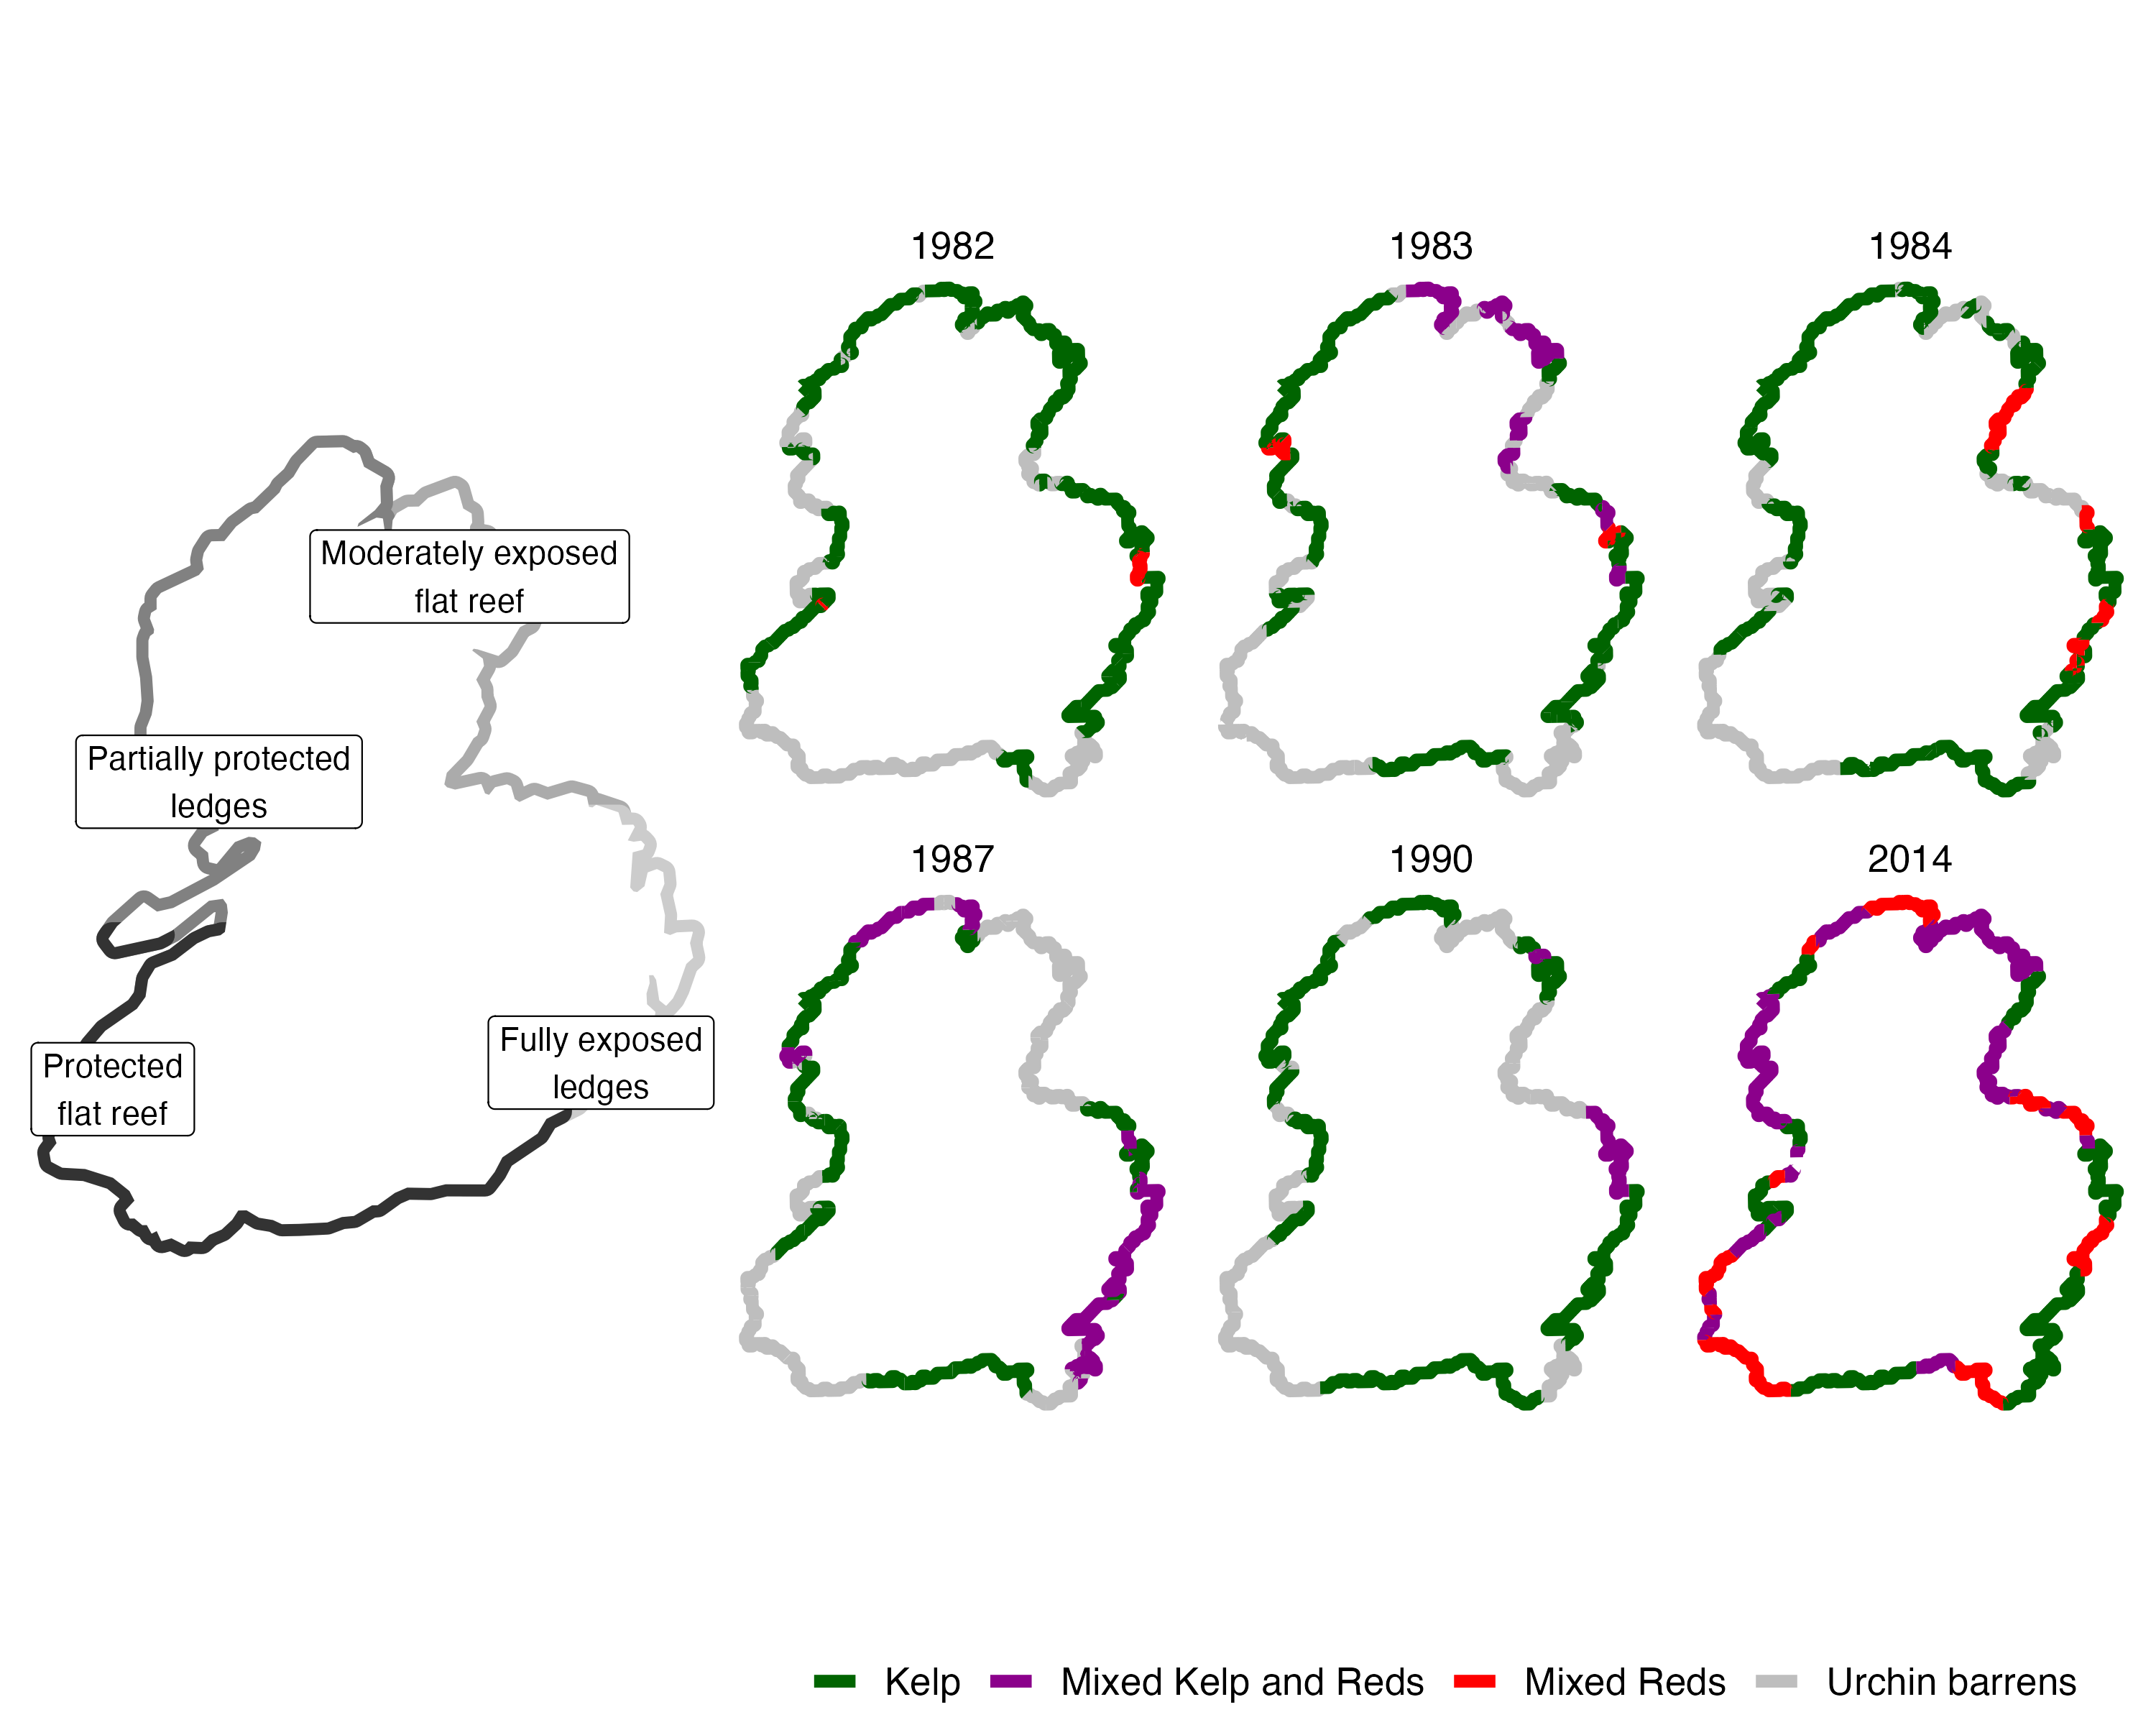 1982
1983
1984
Moderately exposed
flat reef
Partially protected
ledges
1987
1990
2014
Fully exposed
ledges
Protected
flat reef
Kelp
Mixed Kelp and Reds
Mixed Reds
Urchin barrens